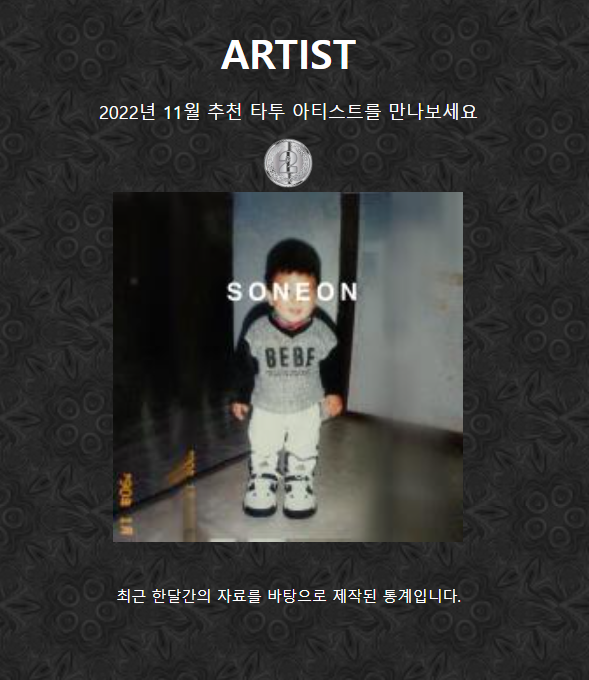 ARTIST
2022년 11월 추천 타투 아티스트를 만나보세요
2
SONEON
BEBE
최근 한달간의 자료를 바탕으로 제작된 통계입니다.